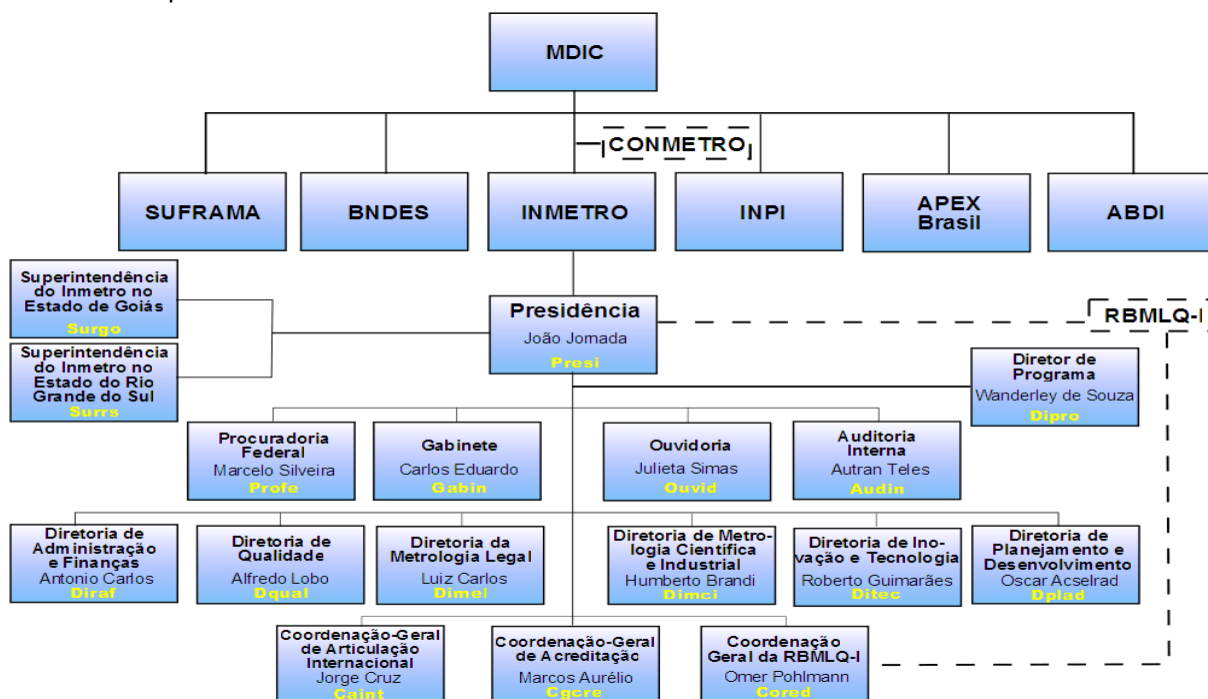 MDIC
CONMETRO
SUFRAMA
BNDES
INMETRO
INPI
APEX
Brasil
ABDI
Superintendência
do Inmetro no
Estado de Goiás
Surgo
Superintendência
do Inmetro no
Estado do Rio
Grande do Sul
Surrs
Presidência
João Jornada
Presi
RBMLQ-I
Diretor de
Programa
Wanderley de Souza
Dipro
Procuradoria
Federal
Marcelo Silveira
Profe
Gabinete
Carlos Eduardo
Gabin
Ouvidoria
Julieta Simas
Ouvid
Auditoria
Interna
Autran Teles
Audin
Diretoria de
Administração
e Finanças
Antonio Carlos
Diraf
Diretoria de
Qualidade
Alfredo Lobo
Dqual
Diretoria da
Metrologia Legal
Luiz Carlos
Dimel
Diretoria de Metro-
logia Científica
e Industrial
Humberto Brandi
Dimci
Diretoria de Ino-
vação e Tecnologia
Roberto Guimarães
Ditec
Diretoria de
Planejamento e
Desenvolvimento
Oscar Acselrad
Dplad
Coordenação-Geral
de Articulação
Internacional
Jorge Cruz
Caint
Coordenação-Geral
de Acreditação
Marcos Aurélio
Cgcre
Coordenação
Geral da RBMLQ-I
Omer Pohlmann
Cored